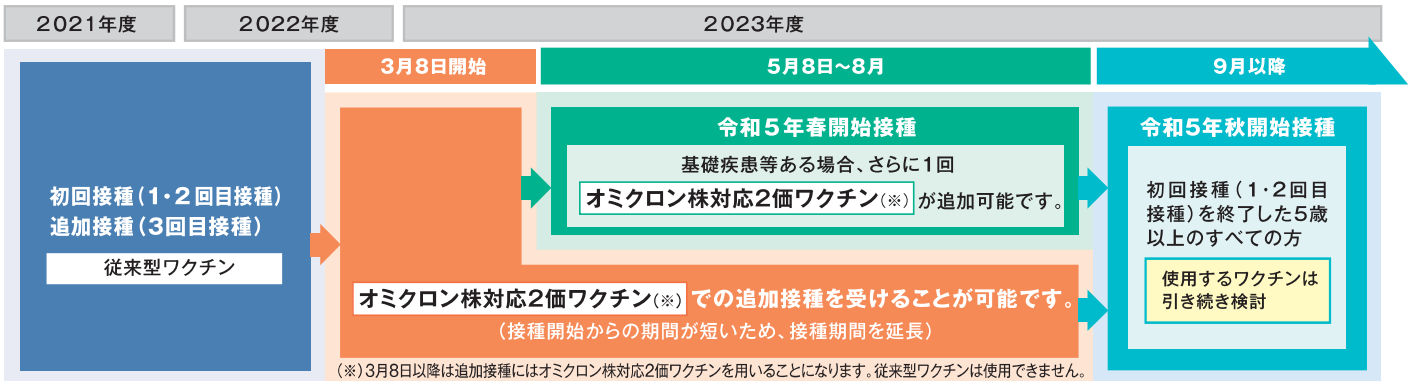 2021年度
2022年度
2023年度
3月8日開始
5月8日～8月
9月以降
初回接種（1・2回目接種）
追加接種（3回目接種）
従来型ワクチン
令和5年春開始接種
基礎疾患等ある場合、さらに1回
オミクロン株対応2価ワクチン（※）が追加可能です。
オミクロン株対応2価ワクチン（※）での追加接種を受けることが可能です。
（接種開始からの期間が短いため、接種期間を延長）
（※）3月8日以降は追加接種にはオミクロン株対応2価ワクチンを用いることになります。従来型ワクチンは使用できません。
令和5年秋開始接種
初回接種（1・2回目
接種）を終了した5歳
以上のすべての方
使用するワクチンは
引き続き検討